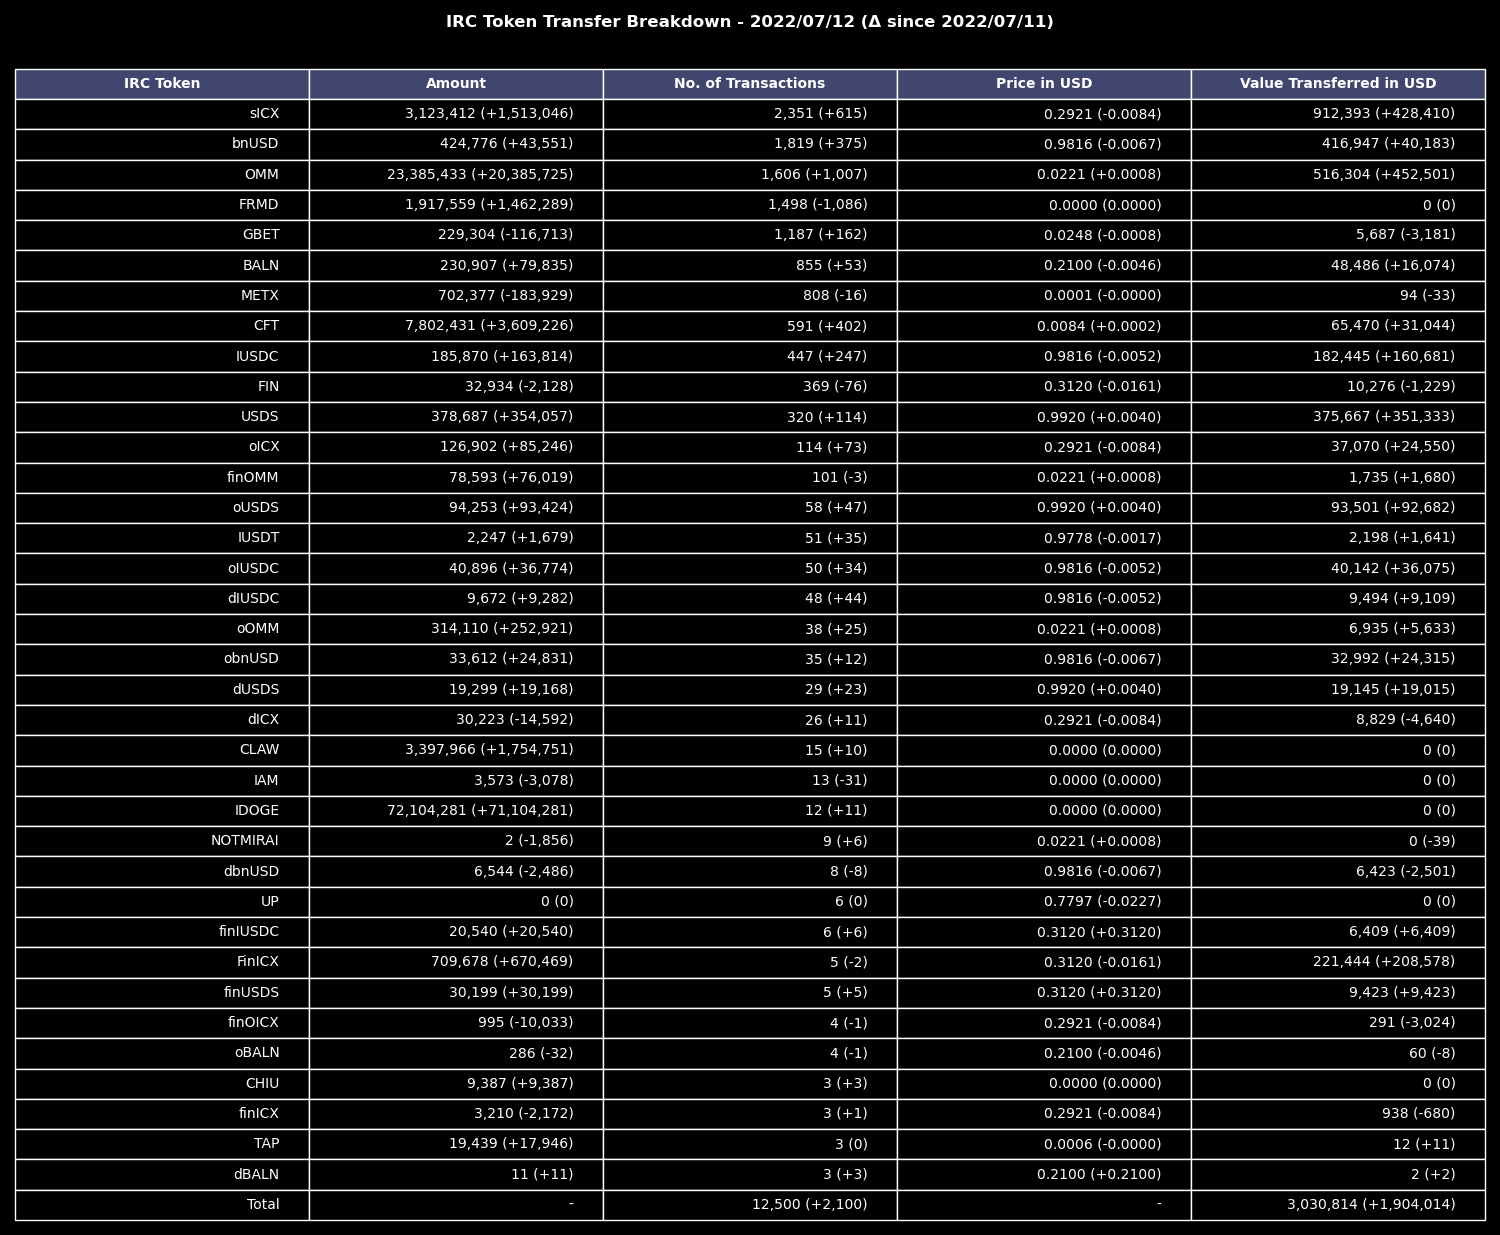 IRC Token Transfer Breakdown - 2022/07/12 (Δ since 2022/07/11)
IRC Token Amount No. of Transactions Price in USD Value Transferred in USD
sICX 3,123,412 (+1,513,046) 2,351 (+615) 0.2921 (-0.0084) 912,393 (+428,410)
bnUSD 424,776 (+43,551) 1,819 (+375) 0.9816 (-0.0067) 416,947 (+40,183)
OMM 23,385,433 (+20,385,725) 1,606 (+1,007) 0.0221 (+0.0008) 516,304 (+452,501)
FRMD 1,917,559 (+1,462,289) 1,498 (-1,086) 0.0000 (0.0000) 0 (0)
GBET 229,304 (-116,713) 1,187 (+162) 0.0248 (-0.0008) 5,687 (-3,181)
BALN 230,907 (+79,835) 855 (+53) 0.2100 (-0.0046) 48,486 (+16,074)
METX 702,377 (-183,929) 808 (-16) 0.0001 (-0.0000) 94 (-33)
CFT 7,802,431 (+3,609,226) 591 (+402) 0.0084 (+0.0002) 65,470 (+31,044)
IUSDC 185,870 (+163,814) 447 (+247) 0.9816 (-0.0052) 182,445 (+160,681)
FIN 32,934 (-2,128) 369 (-76) 0.3120 (-0.0161) 10,276 (-1,229)
USDS 378,687 (+354,057) 320 (+114) 0.9920 (+0.0040) 375,667 (+351,333)
oICX 126,902 (+85,246) 114 (+73) 0.2921 (-0.0084) 37,070 (+24,550)
finOMM 78,593 (+76,019) 101 (-3) 0.0221 (+0.0008) 1,735 (+1,680)
oUSDS 94,253 (+93,424) 58 (+47) 0.9920 (+0.0040) 93,501 (+92,682)
IUSDT 2,247 (+1,679) 51 (+35) 0.9778 (-0.0017) 2,198 (+1,641)
oIUSDC 40,896 (+36,774) 50 (+34) 0.9816 (-0.0052) 40,142 (+36,075)
dIUSDC 9,672 (+9,282) 48 (+44) 0.9816 (-0.0052) 9,494 (+9,109)
oOMM 314,110 (+252,921) 38 (+25) 0.0221 (+0.0008) 6,935 (+5,633)
obnUSD 33,612 (+24,831) 35 (+12) 0.9816 (-0.0067) 32,992 (+24,315)
dUSDS 19,299 (+19,168) 29 (+23) 0.9920 (+0.0040) 19,145 (+19,015)
dICX 30,223 (-14,592) 26 (+11) 0.2921 (-0.0084) 8,829 (-4,640)
CLAW 3,397,966 (+1,754,751) 15 (+10) 0.0000 (0.0000) 0 (0)
IAM 3,573 (-3,078) 13 (-31) 0.0000 (0.0000) 0 (0)
IDOGE 72,104,281 (+71,104,281) 12 (+11) 0.0000 (0.0000) 0 (0)
NOTMIRAI 2 (-1,856) 9 (+6) 0.0221 (+0.0008) 0 (-39)
dbnUSD 6,544 (-2,486) 8 (-8) 0.9816 (-0.0067) 6,423 (-2,501)
UP 0 (0) 6 (0) 0.7797 (-0.0227) 0 (0)
finIUSDC 20,540 (+20,540) 6 (+6) 0.3120 (+0.3120) 6,409 (+6,409)
FinICX 709,678 (+670,469) 5 (-2) 0.3120 (-0.0161) 221,444 (+208,578)
finUSDS 30,199 (+30,199) 5 (+5) 0.3120 (+0.3120) 9,423 (+9,423)
finOICX 995 (-10,033) 4 (-1) 0.2921 (-0.0084) 291 (-3,024)
oBALN 286 (-32) 4 (-1) 0.2100 (-0.0046) 60 (-8)
CHIU 9,387 (+9,387) 3 (+3) 0.0000 (0.0000) 0 (0)
finICX 3,210 (-2,172) 3 (+1) 0.2921 (-0.0084) 938 (-680)
TAP 19,439 (+17,946) 3 (0) 0.0006 (-0.0000) 12 (+11)
dBALN 11 (+11) 3 (+3) 0.2100 (+0.2100) 2 (+2)
Total - 12,500 (+2,100) - 3,030,814 (+1,904,014)